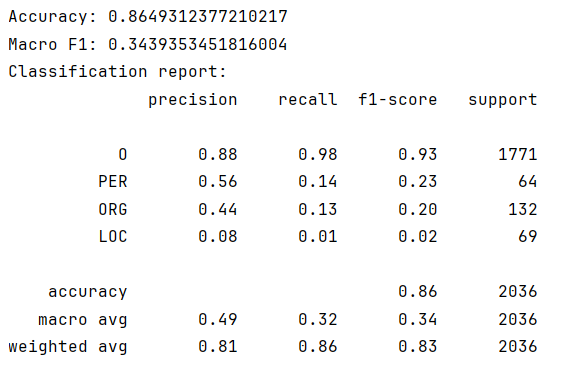 Accuracy: 0.8649312377210217
Macro F1: 0.3439353451816004
Classification report:
precision recall f1-score support
O 0.88 0.98 0.93 1771
PER 0.56 0.14 0.23 64
ORG 0.44 0.13 0.20 132
LOC 0.08 0.01 0.02 69
accuracy 0.86 2036
macro avg 0.49 0.32 0.34 2036
weighted avg 0.81 0.86 0.83 2036